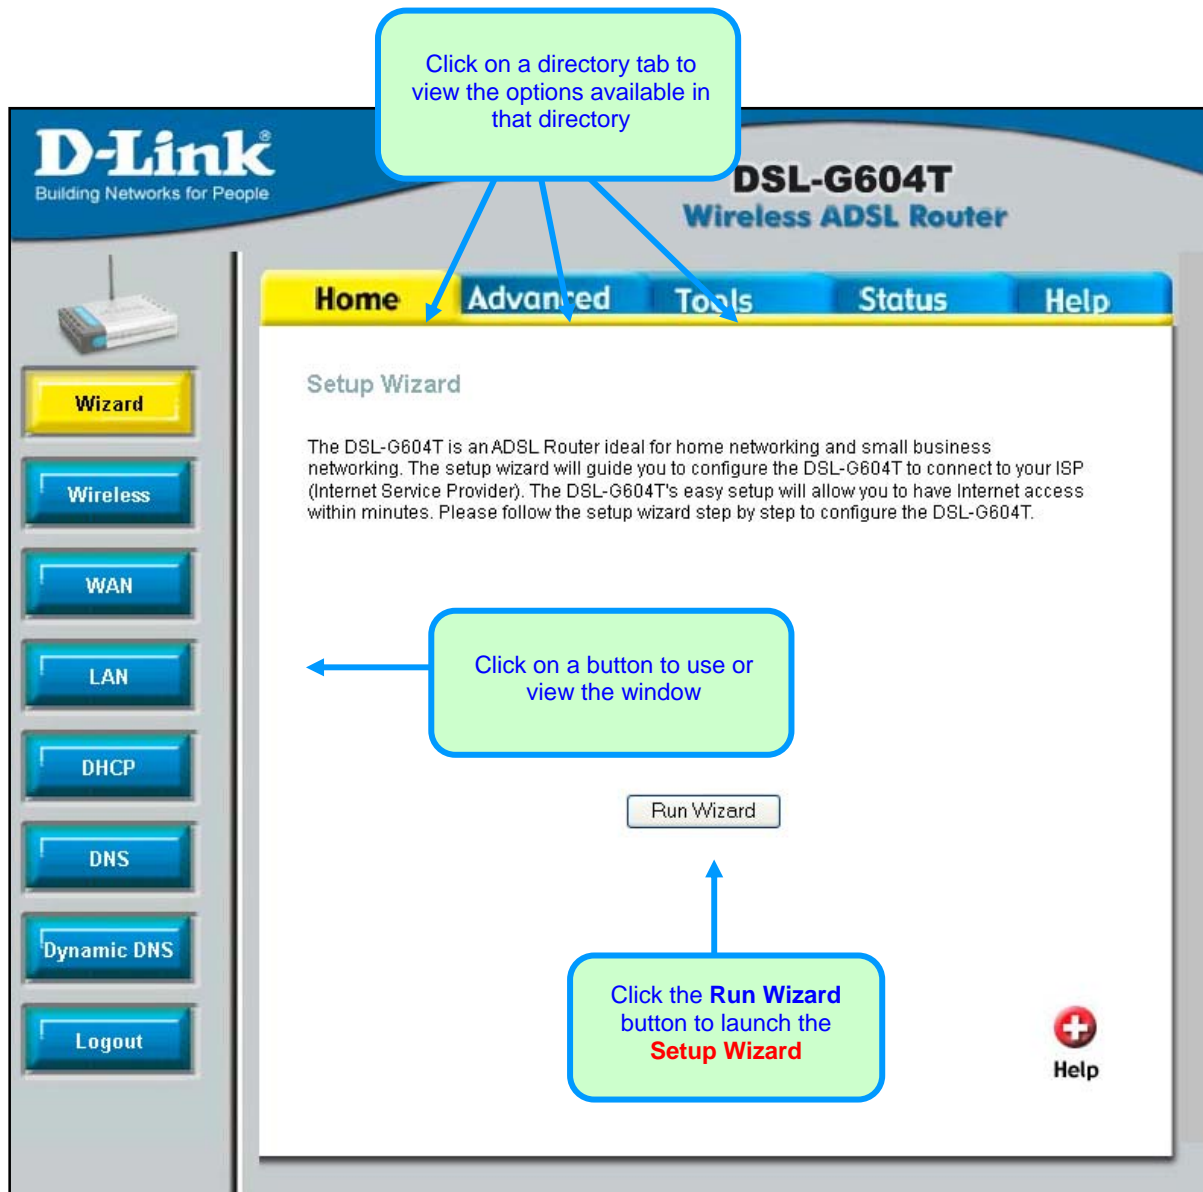 Click on a directory tab to
view the options available in
that directory
D-Link®
Building Networks for People
DSL-G604T
Wireless ADSL Router
Home Advanced Tools Status Help
Wizard
Wireless
WAN
LAN
DHCP
DNS
Dynamic DNS
Logout
Setup Wizard
The DSL-G604T is an ADSL Router ideal for home networking and small business
networking. The setup wizard will guide you to configure the DSL-G604T to connect to your ISP
(Internet Service Provider). The DSL-G604T's easy setup will allow you to have Internet access
within minutes. Please follow the setup wizard step by step to configure the DSL-G604T.
Click on a button to use or
view the window
Run Wizard
Click the Run Wizard
button to launch the
Setup Wizard
Help